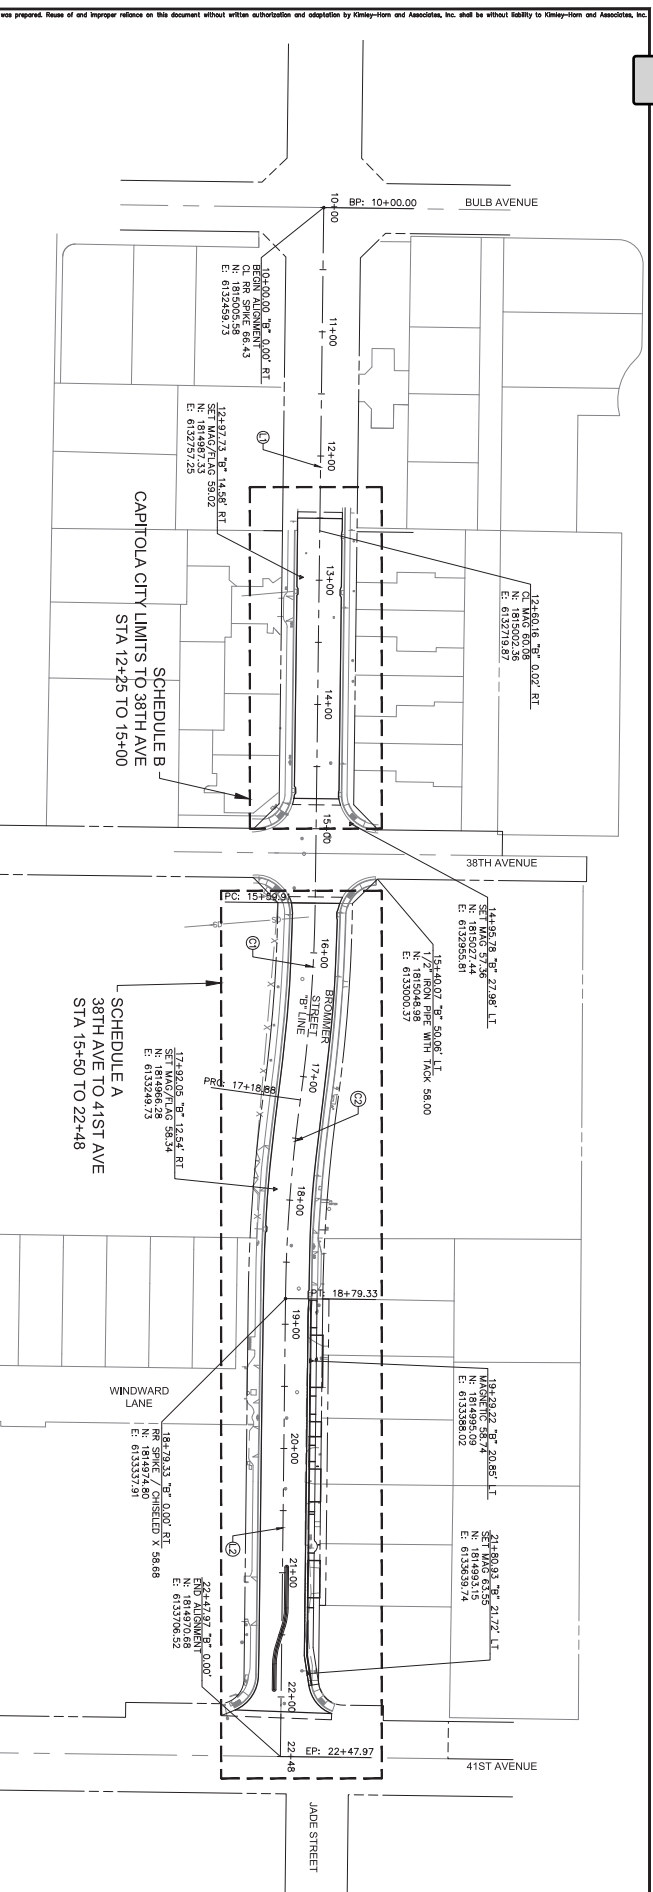 was prepared. Reuse of and improper reliance on this document without written authorization and adaptation by Kimley-Horn and Associates, Inc. shall be without liability to Kimley-Horn and Associates, Inc.
BULB AVENUE
BP: 10+00.00
10+00
10+00.00 "B" 0.00' RT
BEGIN ALIGNMENT
CL RR SPIKE 66.43
N: 1815005.58
E: 6132459.73
11+00
12+00
L1
12+97.73 "B" 14.58' RT
SET MAG/FLAG 59.02
N: 1814987.33
E: 6132757.25
12+60.16 "B" 0.02' RT
CL MAG 60.08
N: 1815002.36
E: 6132719.87
13+00
14+00
15+00
SCHEDULE B
CAPITOLA CITY LIMITS TO 38TH AVE
STA 12+25 TO 15+00
38TH AVENUE
14+95.78 "B" 27.98' LT
SET MAG 57.36
N: 1815027.44
E: 6132955.81
15+40.07 "B" 50.06' LT
1/2" IRON PIPE WITH TACK 58.00
N: 1815048.98
E: 6133000.37
PC: 15+59.91
SD
SD
C1
16+00
BROMMER
STREET
"B" LINE
17+00
PRC: 17+18.88
C2
SCHEDULE A
38TH AVE TO 41ST AVE
STA 15+50 TO 22+48
17+92.05 "B" 12.54' RT
SET MAG/FLAG 58.34
N: 1814966.28
E: 6133249.73
18+00
PT: 18+79.33
19+00
19+29.22 "B" 20.85' LT
MAGNETIC 58.74
N: 1814995.09
E: 6133388.02
WINDWARD
LANE
18+79.33 "B" 0.00' RT
RR SPIKE / CHISELED X 58.68
N: 1814974.80
E: 6133337.91
20+00
L2
21+00
21+80.93 "B" 21.72' LT
SET MAG 63.55
N: 1814993.15
E: 6133639.74
22+47.97 "B" 0.00'
END ALIGNMENT
N: 1814970.68
E: 6133706.52
22+00
22+48
EP: 22+47.97
41ST AVENUE
JADE STREET